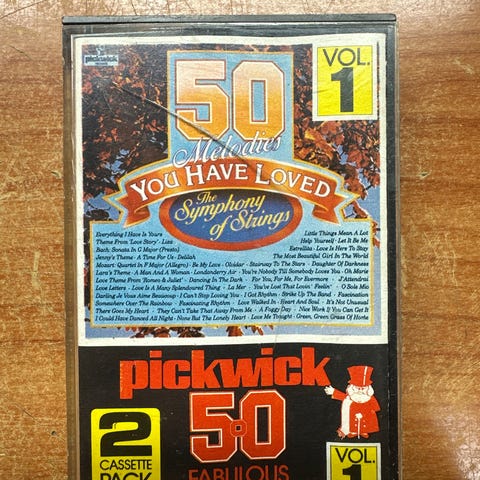 pickwick
50
Melodies
YOU HAVE LOVED
The
Symphony
of Strings
VOL.
1
Everything I Have Is Yours
Theme From 'Love Story' · Liza
Bach: Sonata In G Major (Presto)
Jenny's Theme · A Time For Us · Delilah
Little Things Mean A Lot
Help Yourself · Let It Be Me
Estrellita · Love Is Here To Stay
The Most Beautiful Girl In The World
Mozart: Quartet In F Major (Allegro) · Be My Love · Olvidar · Stairway To The Stars · Daughter Of Darkness
Lara's Theme · A Man And A Woman · Londonderry Air · You're Nobody Till Somebody Loves You · Oh Marie
Love Theme From 'Romeo & Juliet' · Dancing In The Dark · For You, For Me, For Evermore · J'Attendrai
Love Letters · Love Is A Many Splendoured Thing · La Mer · You've Lost That Lovin' Feelin' · O Sole Mio
Darling Je Vous Aime Beaucoup · I Can't Stop Loving You · I Got Rhythm · Strike Up The Band · Fascination
Somewhere Over The Rainbow · Fascinating Rhythm · Love Walked In · Heart And Soul · It's Not Unusual
There Goes My Heart · They Can't Take That Away From Me · A Foggy Day · Nice Work If You Can Get It
I Could Have Danced All Night · None But The Lonely Heart · Love Me Tonight · Green, Green Grass Of Home
pickwick
2
CASSETTE
PACK
50
FABULOUS
VOL.
1